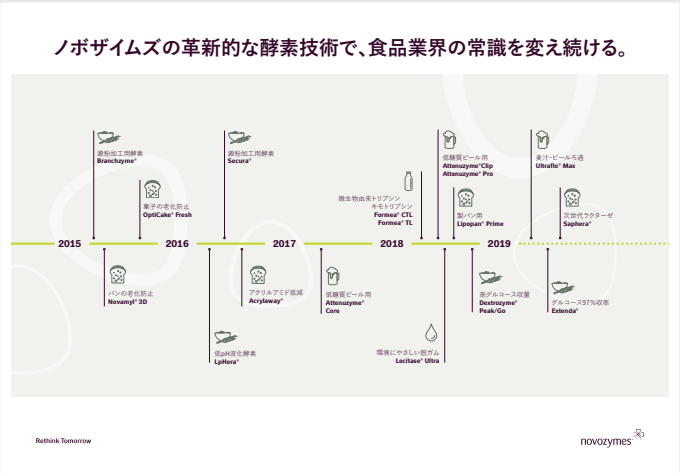 ノボザイムズの革新的な酵素技術で、食品業界の常識を変え続ける。
澱粉加工用酵素
Branchzyme®
菓子の老化防止
OptiCake® Fresh
澱粉加工用酵素
Secura®
微生物由来トリプシン
キモトリプシン
Formea® CTL
Formea® TL
低糖質ビール用
Attenuzyme®Clip
Attenuzyme® Pro
製パン用
Lipopan® Prime
麦汁・ビールろ過
Ultraflo® Max
次世代ラクターゼ
Saphera®
2015
2016
2017
2018
2019
パンの老化防止
Novamyl® 3D
低pH液化酵素
LpHera®
アクリルアミド低減
Acrylaway®
低糖質ビール用
Attenuzyme®
Core
環境にやさしい脱ガム
Lecitase® Ultra
高グルコース収量
Dextrozyme®
Peak/Go
グルコース97%収率
Extenda®
Rethink Tomorrow
novozymes